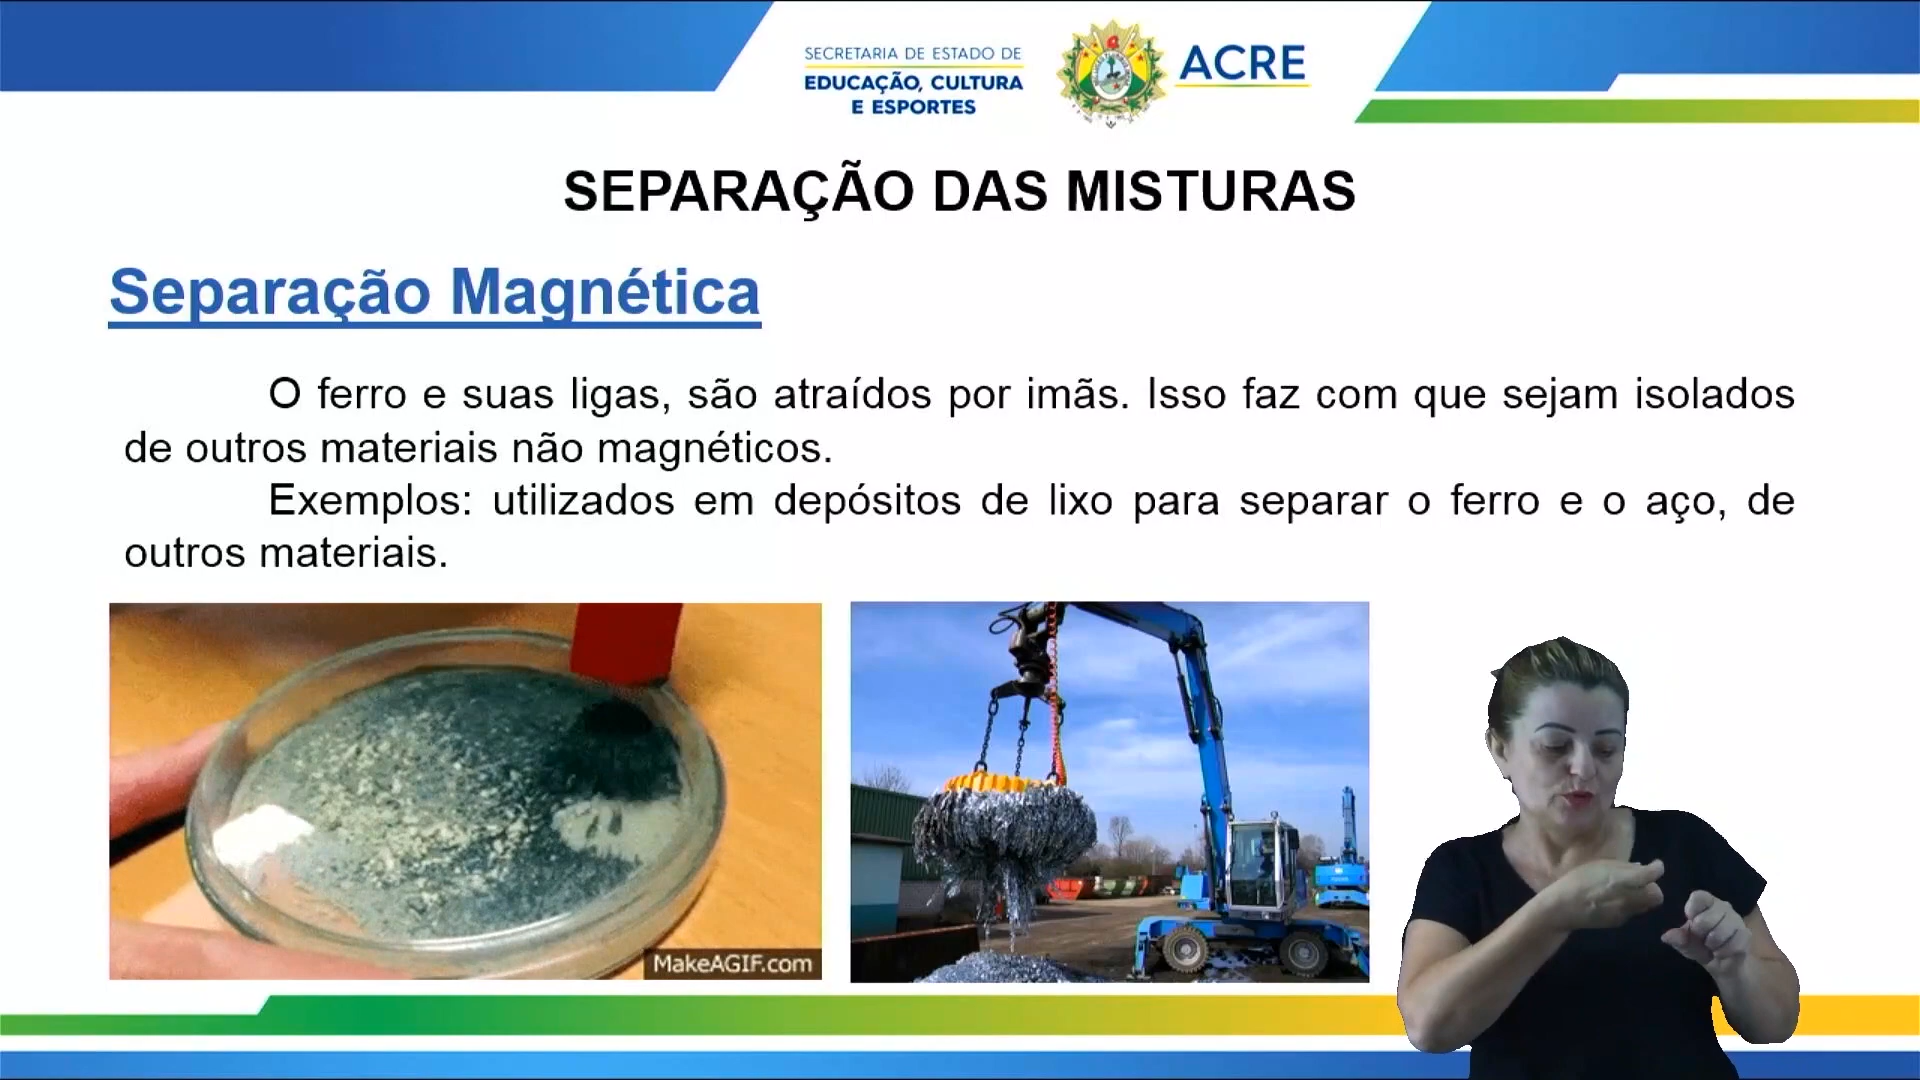 SECRETARIA DE ESTADO DE
EDUCAÇÃO, CULTURA
E ESPORTES
ACRE
SEPARAÇÃO DAS MISTURAS
Separação Magnética
O ferro e suas ligas, são atraídos por imãs. Isso faz com que sejam isolados
de outros materiais não magnéticos.
Exemplos: utilizados em depósitos de lixo para separar o ferro e o aço, de
outros materiais.
MakeAGIF.com